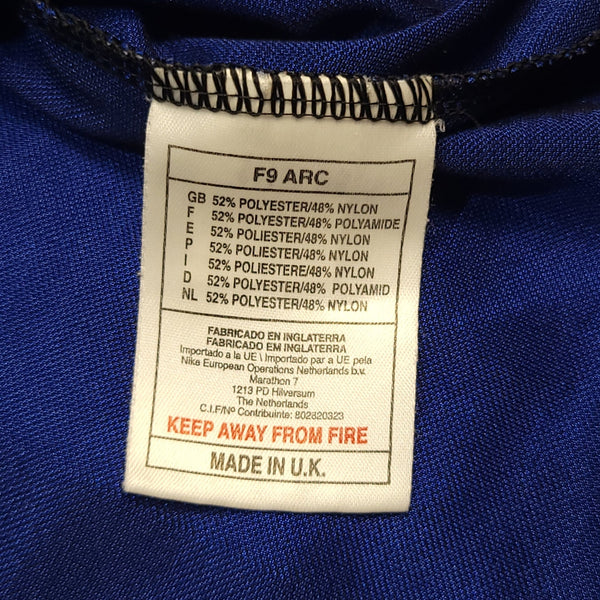 F9 ARC
GB 52% POLYESTER/48% NYLON
F 52% POLYESTER/48% POLYAMIDE
E 52% POLIESTER/48% NYLON
P 52% POLIESTER/48% NYLON
I 52% POLIESTER/48% NYLON
D 52% POLYESTER/48% POLYAMID
NL 52% POLYESTER/48% NYLON
FABRICADO EN INGLATERRA
FABRICADO EM INGLATERRA
Importado a la UE \ Importado par a UE pela
Nike European Operations Netherlands b.v.
Marathon 7
1213 PD Hilversum
The Netherlands
C.I.F/Nº Contribuinte: 802820323
KEEP AWAY FROM FIRE
MADE IN U.K.